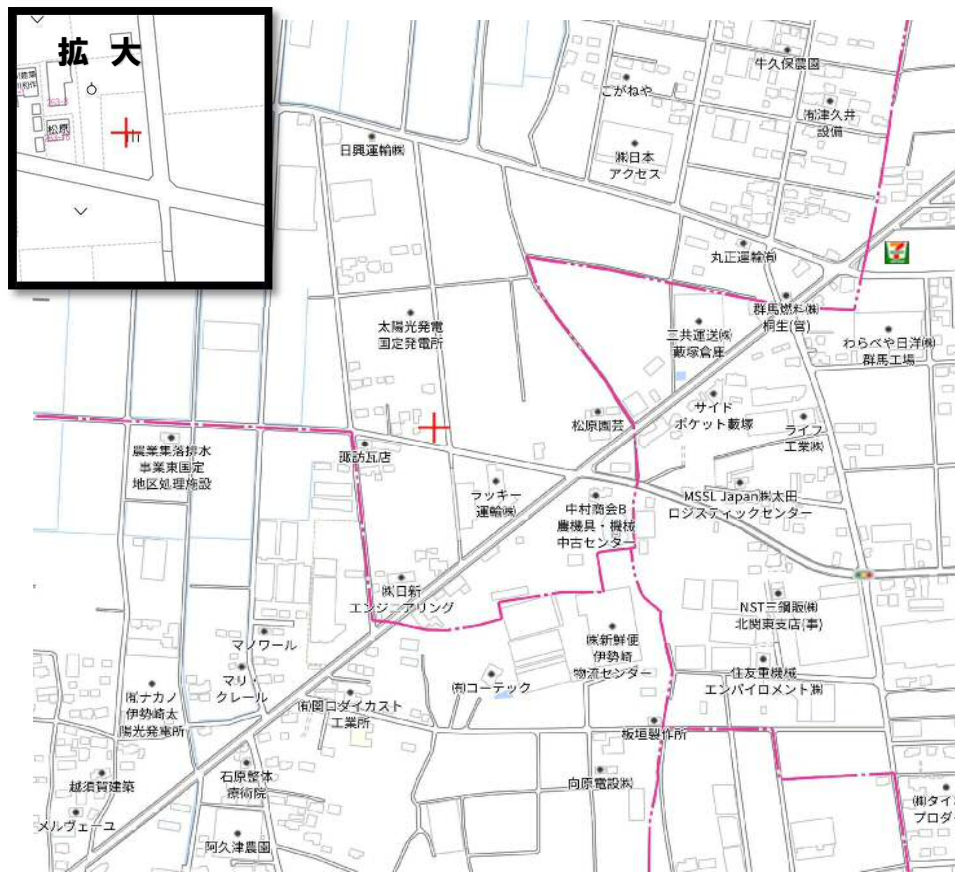 拡大
松原
牛久保農園
こがねや
㈲津久井
設備
日興運輸㈱
㈱日本
アクセス
丸正運輸㈲
群馬燃料㈱
桐生(営)
太陽光発電
国定発電所
三共運送㈱
藪塚倉庫
わらべや日洋㈱
群馬工場
サイド
ポケット藪塚
松原園芸
ライフ
工業㈱
諏訪瓦店
農業集落排水
事業東国定
地区処理施設
ラッキー
運輸㈱
中村商会B
農機具・機械
中古センター
MSSL Japan㈱太田
ロジスティックセンター
㈱日新
エンジニアリング
NST三鋼販㈱
北関東支店(事)
マノワール
㈱新鮮便
伊勢崎
物流センター
マリ・
クレール
住友重機械
エンバイロメント㈱
㈲コーテック
㈲ナカノ
伊勢崎太
陽光発電所
㈲関口ダイカスト
工業所
板垣製作所
越須賀建築
石原整体
療術院
向原電設㈱
㈱タイ
プロダ
メルヴェーユ
阿久津農園